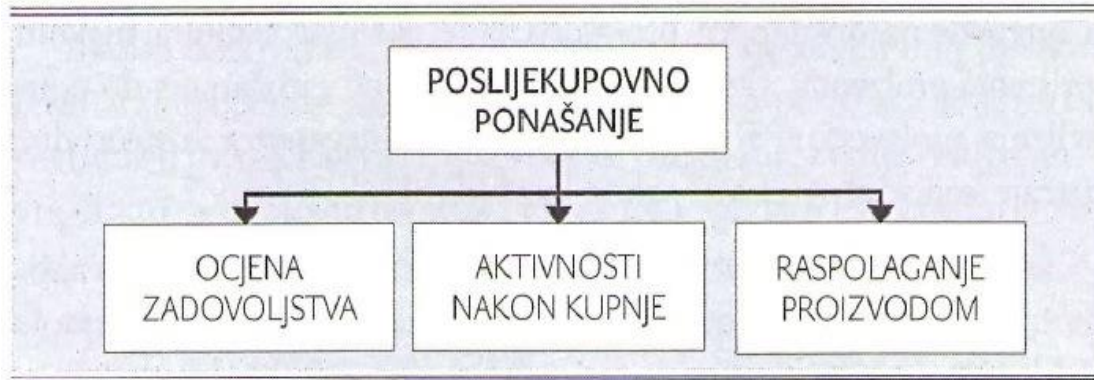 POSLIJEKUPOVNO
PONAŠANJE
OCJENA
ZADOVOLJSTVA
AKTIVNOSTI
NAKON KUPNJE
RASPOLAGANJE
PROIZVODOM